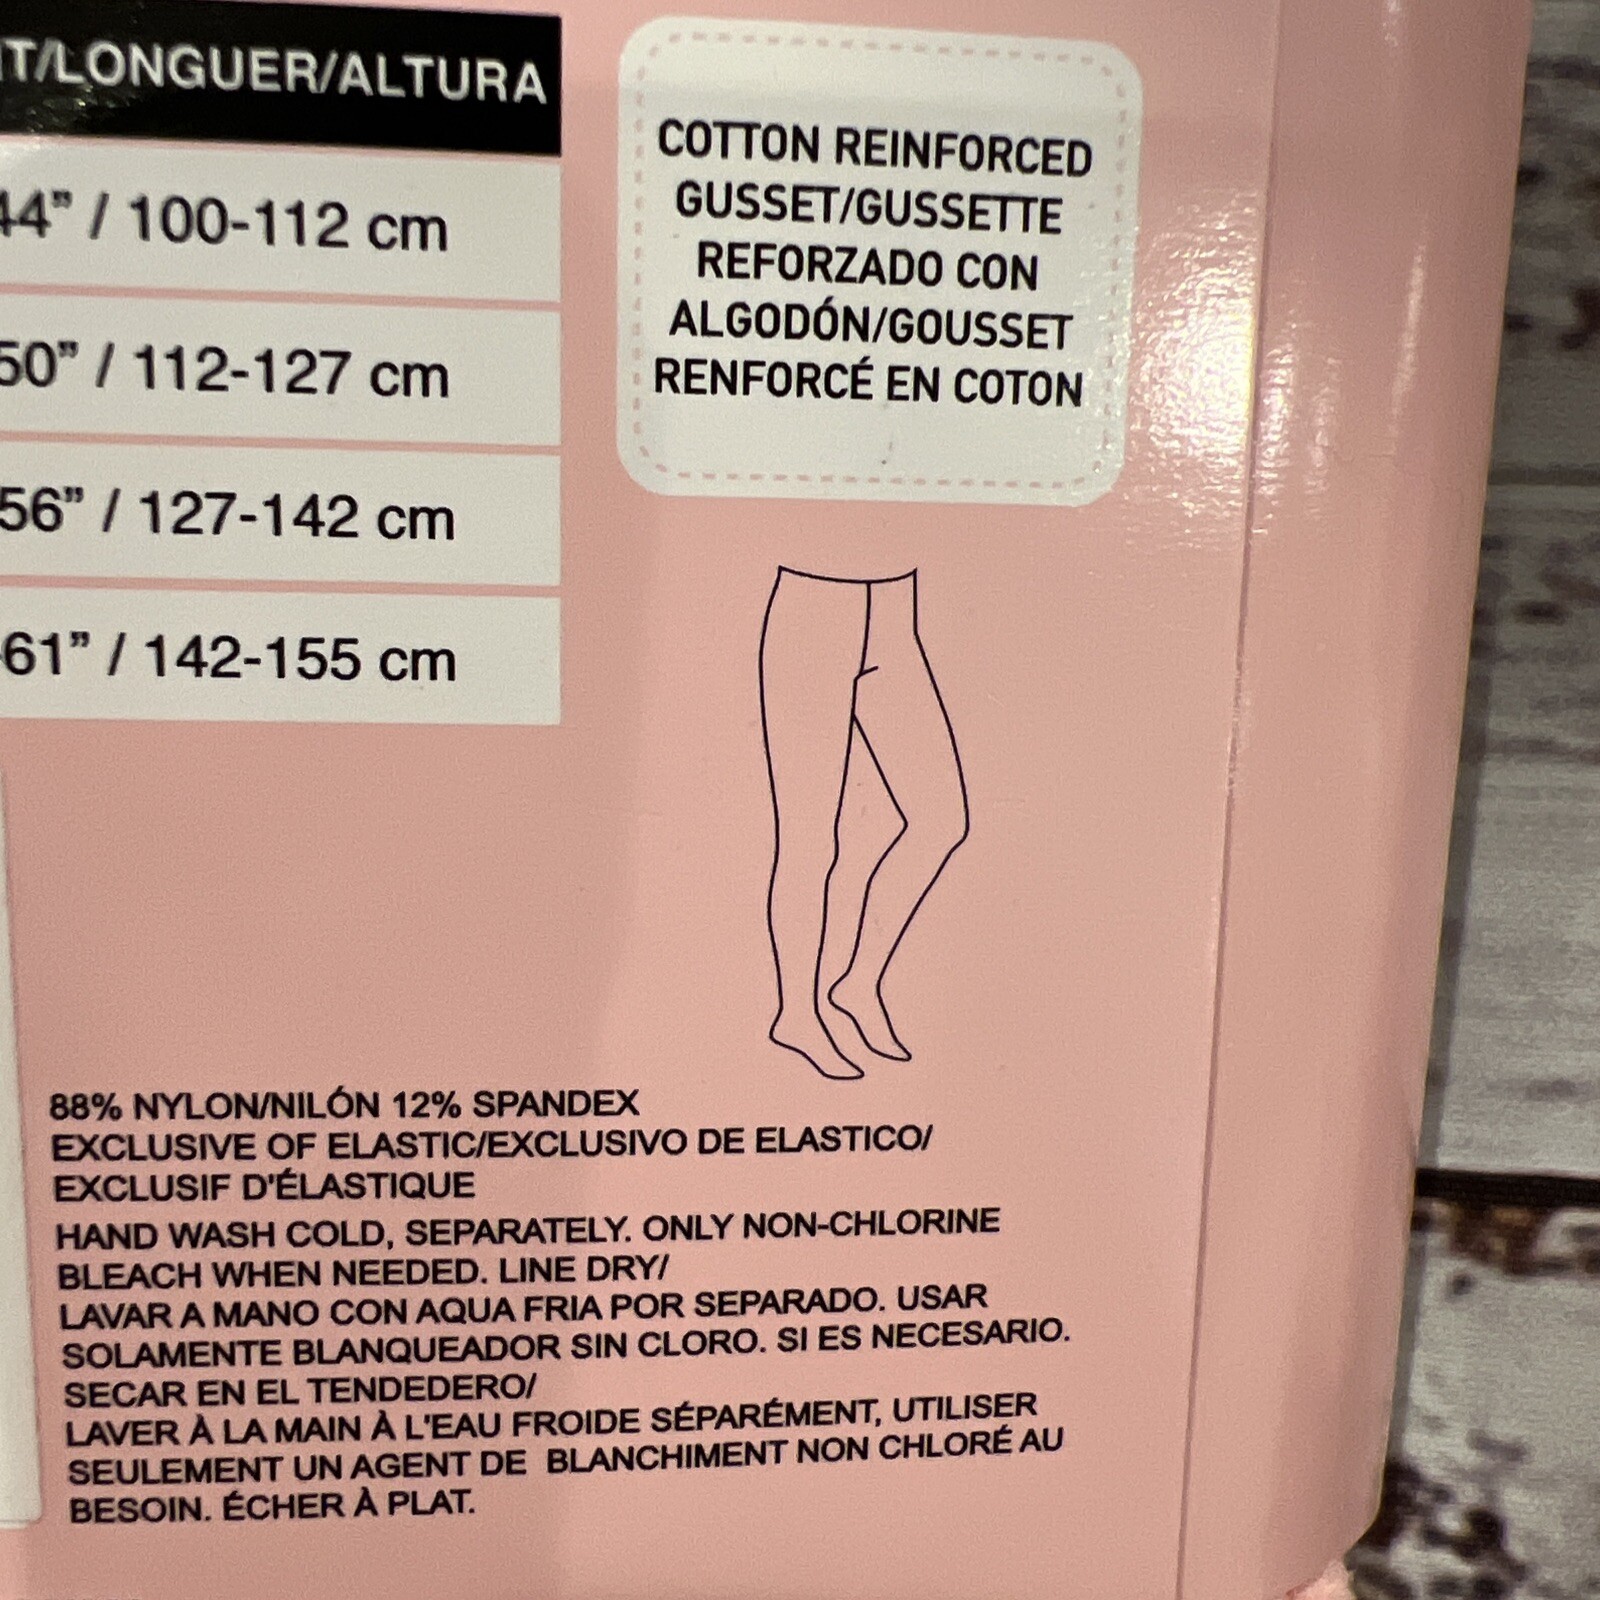 T/LONGUER/ALTURA
44” / 100-112 cm
50” / 112-127 cm
56” / 127-142 cm
-61” / 142-155 cm
COTTON REINFORCED
GUSSET/GUSSETTE
REFORZADO CON
ALGODÓN/GOUSSET
RENFORCÉ EN COTON
88% NYLON/NILÓN 12% SPANDEX
EXCLUSIVE OF ELASTIC/EXCLUSIVO DE ELASTICO/
EXCLUSIF D'ÉLASTIQUE
HAND WASH COLD, SEPARATELY. ONLY NON-CHLORINE
BLEACH WHEN NEEDED. LINE DRY/
LAVAR A MANO CON AQUA FRIA POR SEPARADO. USAR
SOLAMENTE BLANQUEADOR SIN CLORO. SI ES NECESARIO.
SECAR EN EL TENDEDERO/
LAVER À LA MAIN À L'EAU FROIDE SÉPARÉMENT, UTILISER
SEULEMENT UN AGENT DE BLANCHIMENT NON CHLORÉ AU
BESOIN. ÉCHER À PLAT.